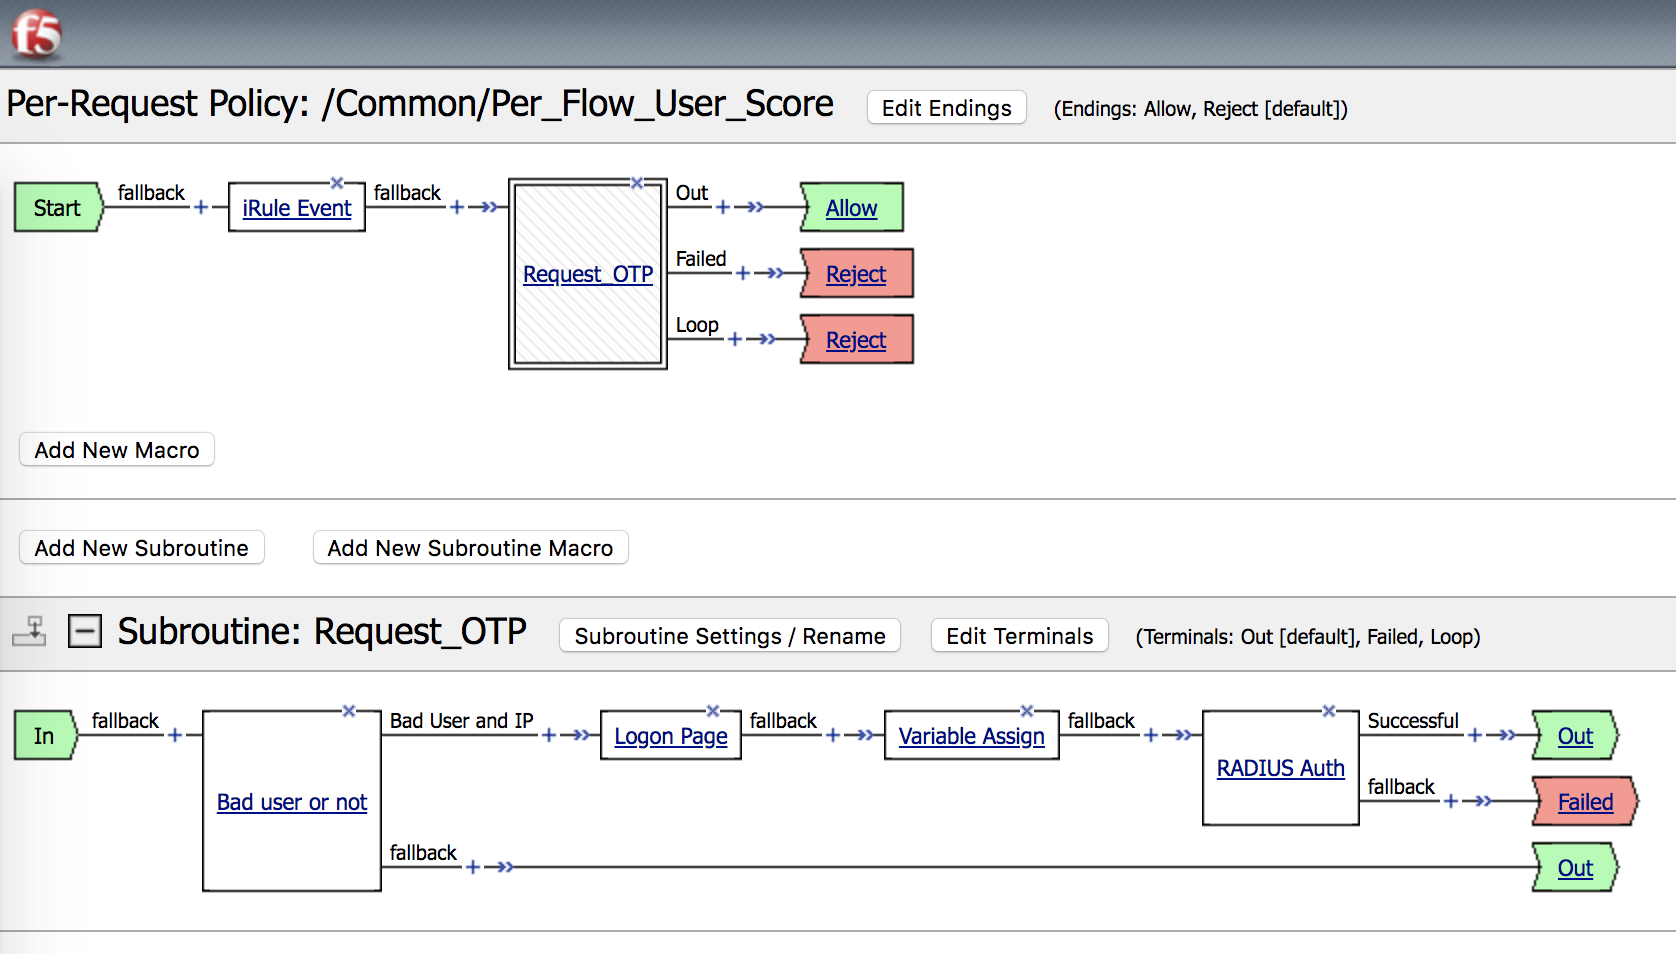 f5
Per-Request Policy: /Common/Per_Flow_User_Score Edit Endings (Endings: Allow, Reject [default])
Start fallback + iRule Event fallback + Request_OTP Out + Allow
Failed + Reject
Loop + Reject
Add New Macro
Add New Subroutine Add New Subroutine Macro
Subroutine: Request_OTP Subroutine Settings / Rename Edit Terminals (Terminals: Out [default], Failed, Loop)
In fallback + Bad user or not Bad User and IP + Logon Page fallback + Variable Assign fallback + RADIUS Auth Successful + Out
fallback + Failed
fallback + Out